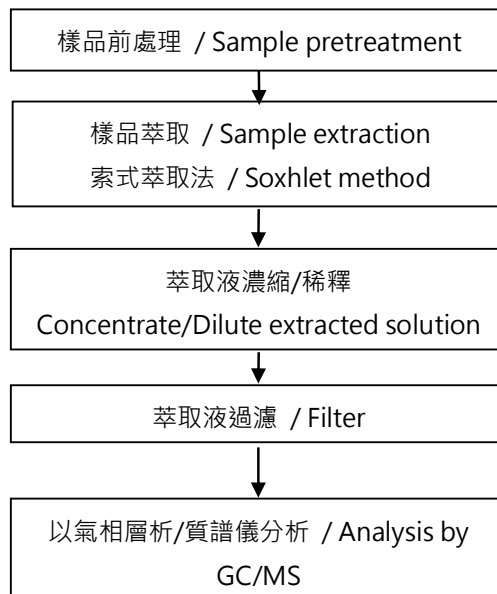 樣品前處理 / Sample pretreatment
樣品萃取 / Sample extraction
索式萃取法 / Soxhlet method
萃取液濃縮/稀釋
Concentrate/Dilute extracted solution
萃取液過濾 / Filter
以氣相層析/質譜儀分析 / Analysis by
GC/MS